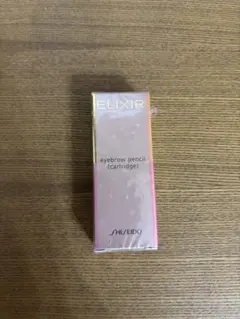 ELIXIR
eyebrow pencil
(cartridge)
SHISEIDO